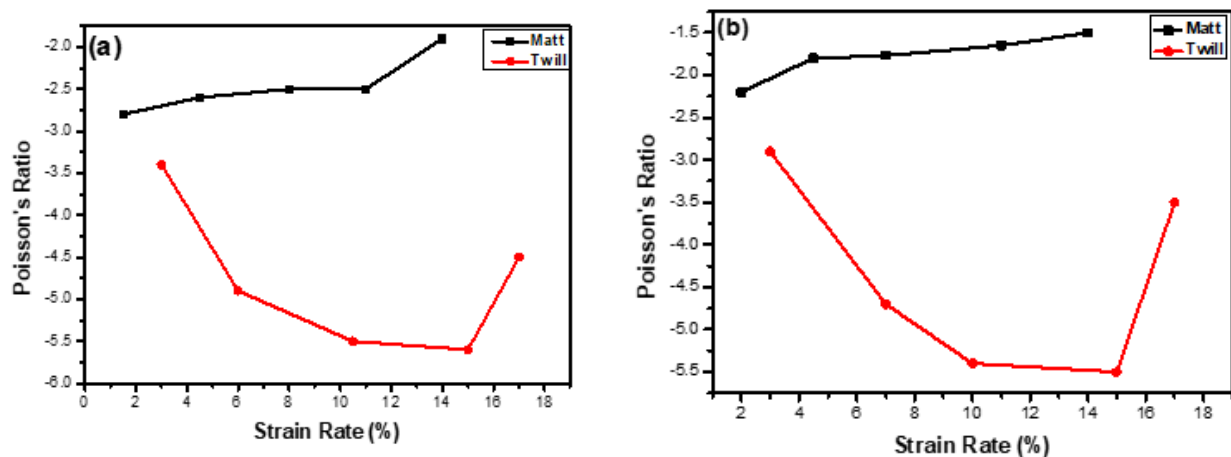 (a)
Matt
Twill
-2.0
-2.5
-3.0
-3.5
-4.0
-4.5
-5.0
-5.5
-6.0
Poisson's Ratio
0 2 4 6 8 10 12 14 16 18
Strain Rate (%)
(b)
Matt
Twill
-1.5
-2.0
-2.5
-3.0
-3.5
-4.0
-4.5
-5.0
-5.5
Poisson's Ratio
2 4 6 8 10 12 14 16 18
Strain Rate (%)